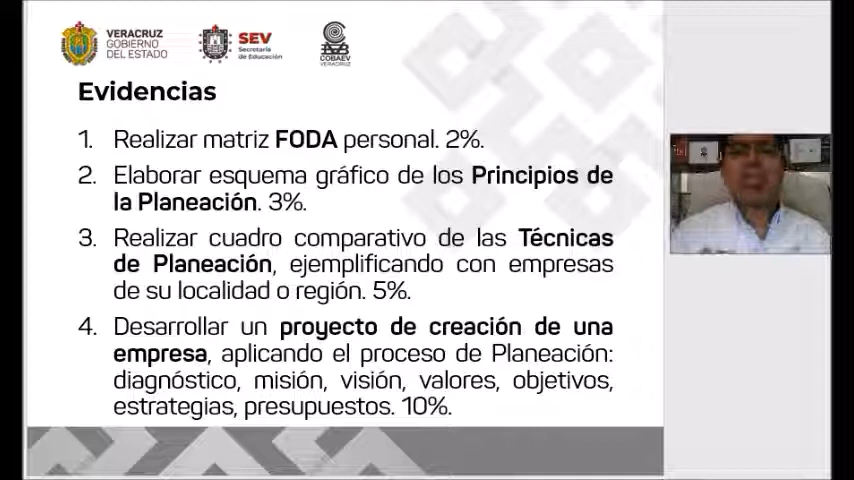 VERACRUZ
GOBIERNO
DEL ESTADO
SEV
Secretaría
de Educación
COBAEV
VERACRUZ
Evidencias
1. Realizar matriz FODA personal. 2%.
2. Elaborar esquema gráfico de los Principios de
la Planeación. 3%.
3. Realizar cuadro comparativo de las Técnicas
de Planeación, ejemplificando con empresas
de su localidad o región. 5%.
4. Desarrollar un proyecto de creación de una
empresa, aplicando el proceso de Planeación:
diagnóstico, misión, visión, valores, objetivos,
estrategias, presupuestos. 10%.